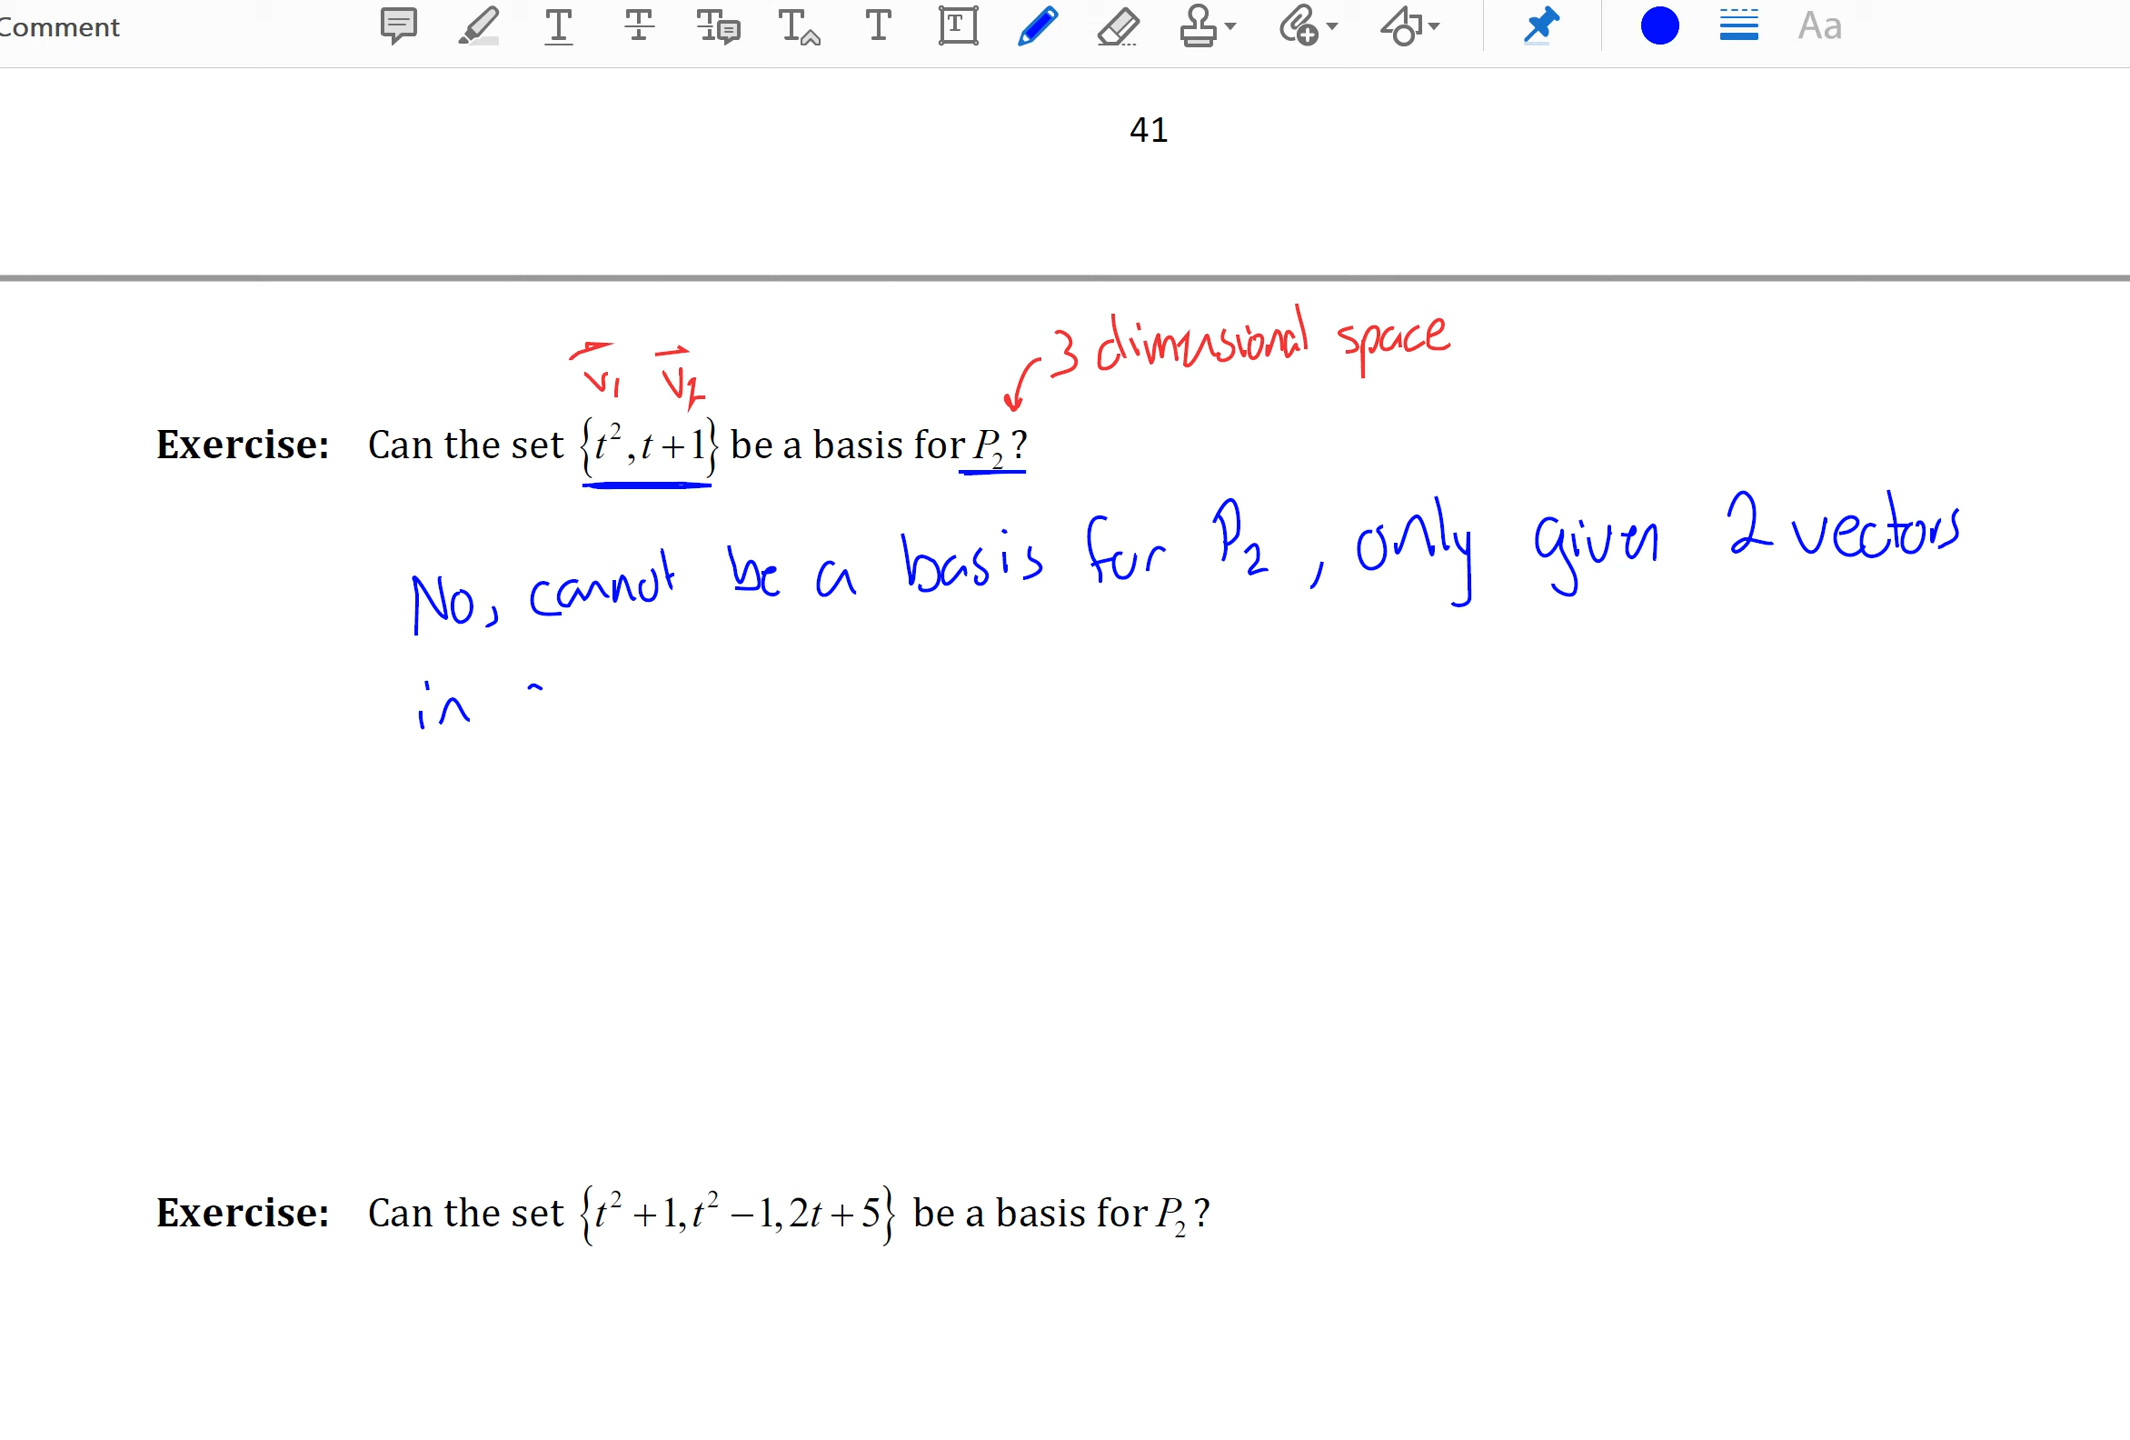 Comment
T T T T T T Aa
41
v₁ v₂ 3 dimensional space
Exercise: Can the set {t², t + 1} be a basis for P₂?
No, cannot be a basis for P₂, only given 2 vectors
in
Exercise: Can the set {t² + 1, t² − 1, 2t + 5} be a basis for P₂?